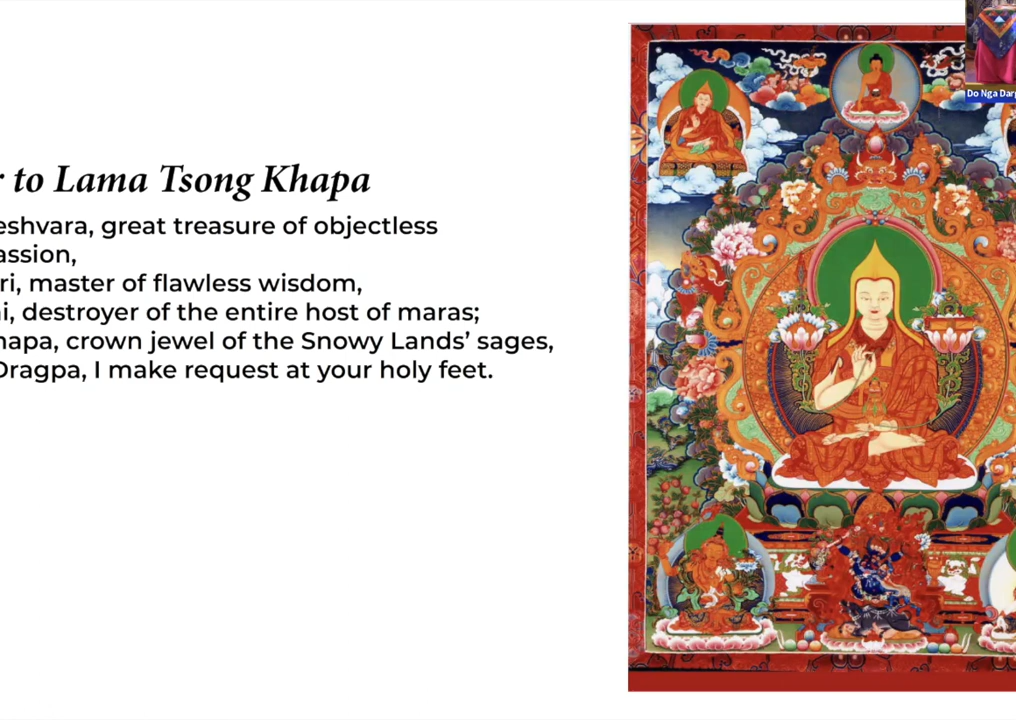 r to Lama Tsong Khapa
eshvara, great treasure of objectless
assion,
ri, master of flawless wisdom,
ni, destroyer of the entire host of maras;
hapa, crown jewel of the Snowy Lands’ sages,
Dragpa, I make request at your holy feet.
Do Nga Darg